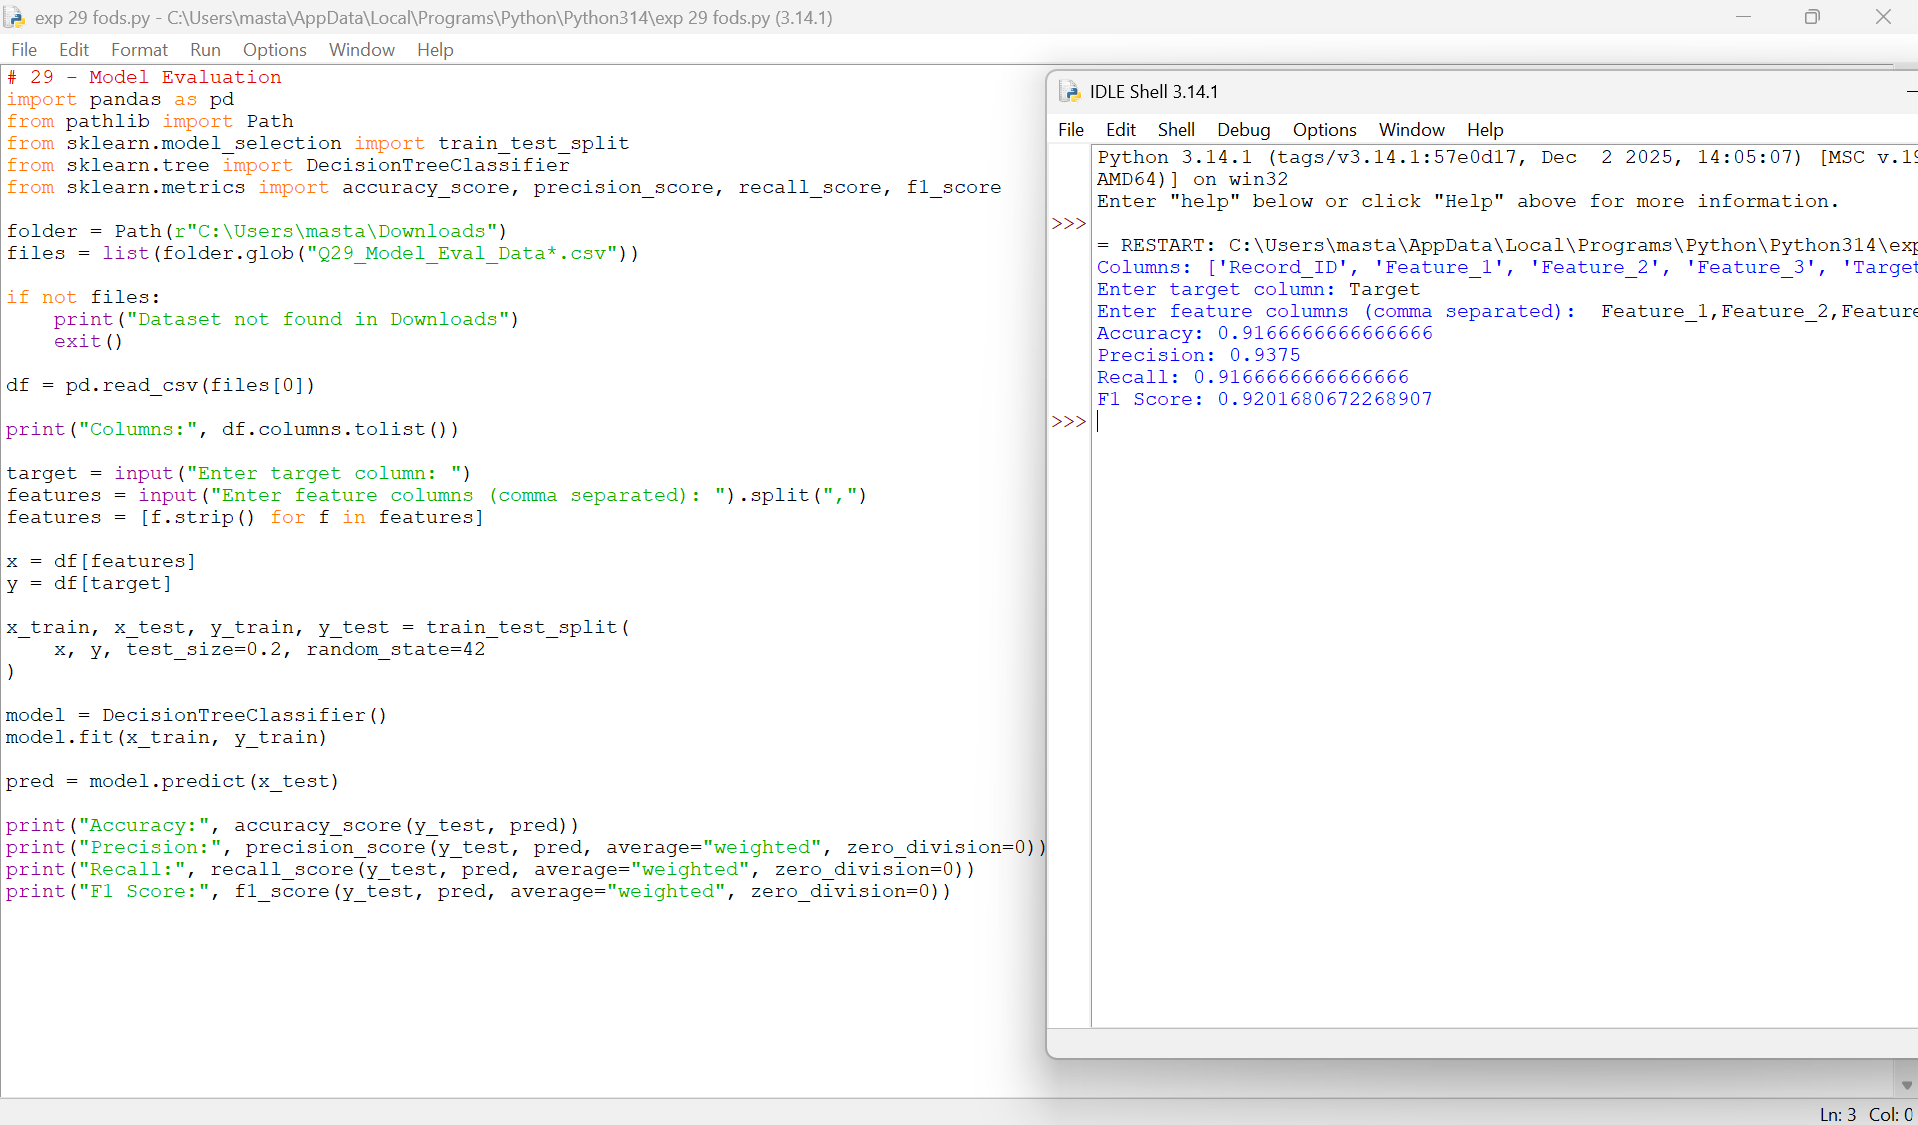 exp 29 fods.py - C:\Users\masta\AppData\Local\Programs\Python\Python314\exp 29 fods.py (3.14.1)
File Edit Format Run Options Window Help
# 29 - Model Evaluation
import pandas as pd
from pathlib import Path
from sklearn.model_selection import train_test_split
from sklearn.tree import DecisionTreeClassifier
from sklearn.metrics import accuracy_score, precision_score, recall_score, f1_score
folder = Path(r"C:\Users\masta\Downloads")
files = list(folder.glob("Q29_Model_Eval_Data*.csv"))
if not files:
    print("Dataset not found in Downloads")
    exit()
df = pd.read_csv(files[0])
print("Columns:", df.columns.tolist())
target = input("Enter target column: ")
features = input("Enter feature columns (comma separated): ").split(",")
features = [f.strip() for f in features]
x = df[features]
y = df[target]
x_train, x_test, y_train, y_test = train_test_split(
    x, y, test_size=0.2, random_state=42
)
model = DecisionTreeClassifier()
model.fit(x_train, y_train)
pred = model.predict(x_test)
print("Accuracy:", accuracy_score(y_test, pred))
print("Precision:", precision_score(y_test, pred, average="weighted", zero_division=0))
print("Recall:", recall_score(y_test, pred, average="weighted", zero_division=0))
print("F1 Score:", f1_score(y_test, pred, average="weighted", zero_division=0))
IDLE Shell 3.14.1
File Edit Shell Debug Options Window Help
Python 3.14.1 (tags/v3.14.1:57e0d17, Dec  2 2025, 14:05:07) [MSC v.19
AMD64)] on win32
Enter "help" below or click "Help" above for more information.
>>>
= RESTART: C:\Users\masta\AppData\Local\Programs\Python\Python314\exp
Columns: ['Record_ID', 'Feature_1', 'Feature_2', 'Feature_3', 'Target
Enter target column: Target
Enter feature columns (comma separated):  Feature_1,Feature_2,Feature
Accuracy: 0.9166666666666666
Precision: 0.9375
Recall: 0.9166666666666666
F1 Score: 0.9201680672268907
>>>
Ln: 3 Col: 0